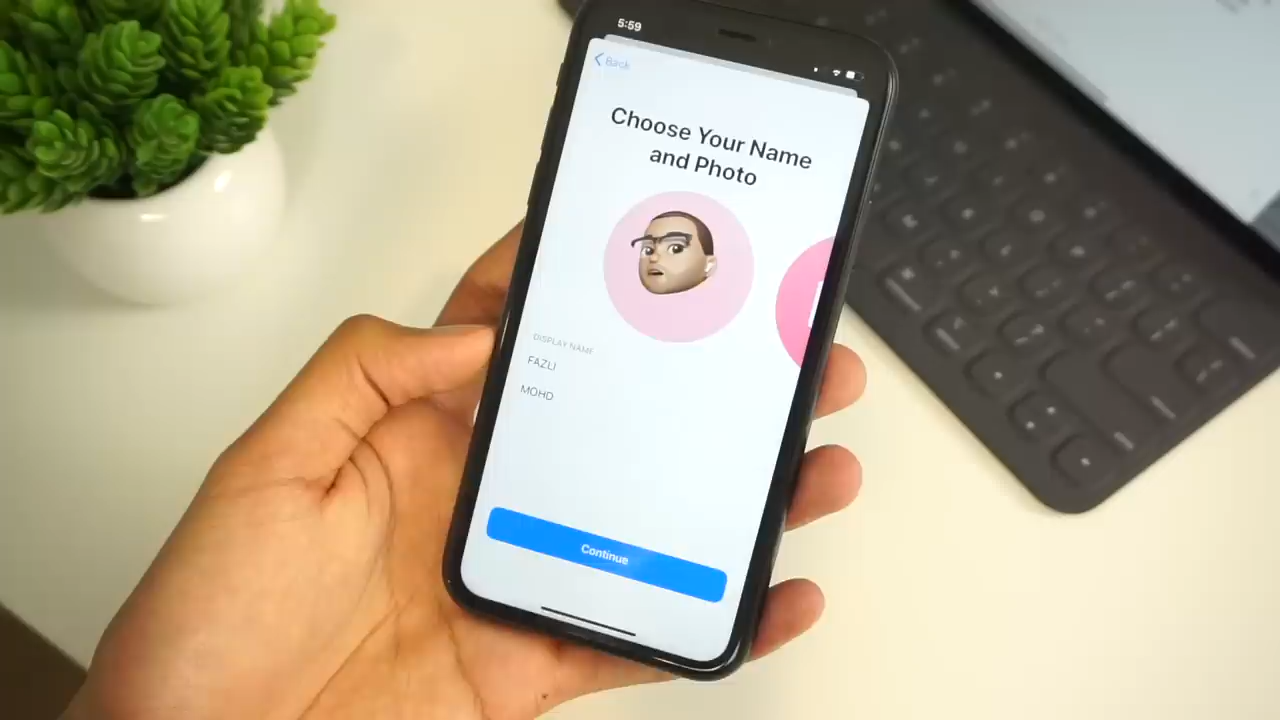 5:59
Back
Choose Your Name
and Photo
DISPLAY NAME
FAZLI
MOHD
Continue